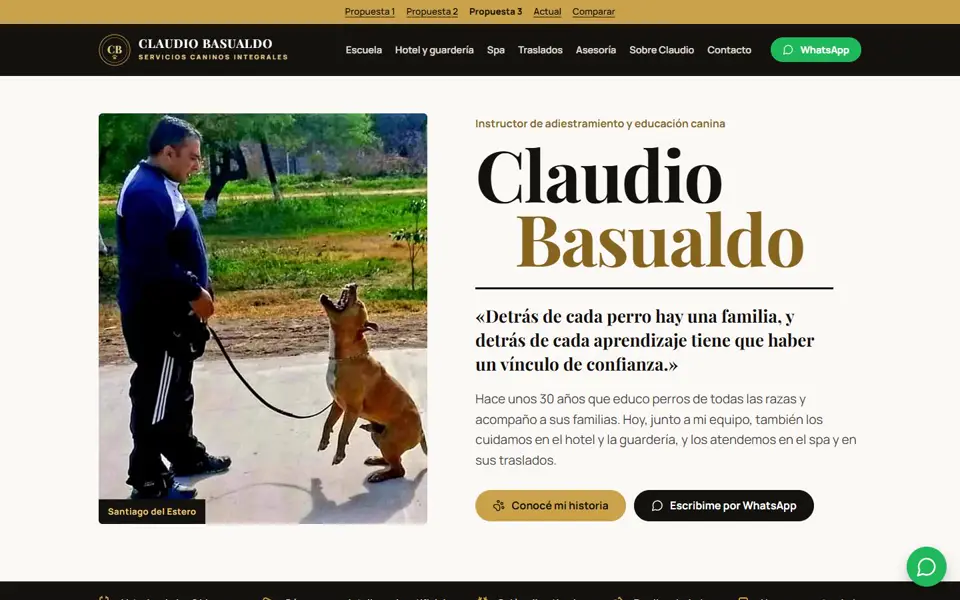 Propuesta 1 Propuesta 2 Propuesta 3 Actual Comparar
CB
CLAUDIO BASUALDO
SERVICIOS CANINOS INTEGRALES
Escuela Hotel y guardería Spa Traslados Asesoría Sobre Claudio Contacto WhatsApp
Instructor de adiestramiento y educación canina
Claudio
Basualdo
«Detrás de cada perro hay una familia, y
detrás de cada aprendizaje tiene que haber
un vínculo de confianza.»
Hace unos 30 años que educo perros de todas las razas y
acompaño a sus familias. Hoy, junto a mi equipo, también los
cuidamos en el hotel y la guardería, y los atendemos en el spa y en
sus traslados.
Conocé mi historia Escribime por WhatsApp
Santiago del Estero